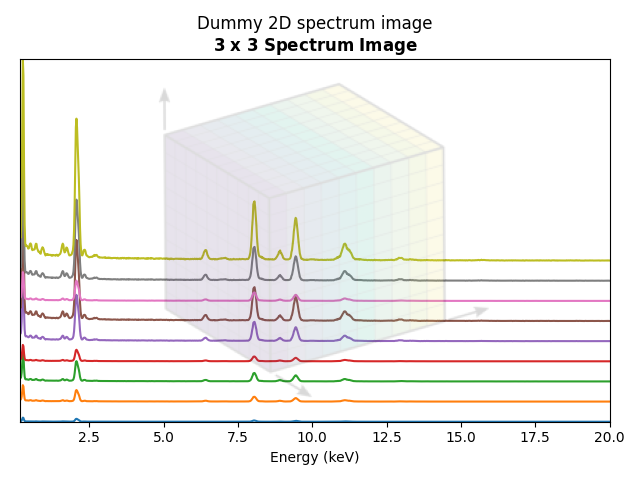 Dummy 2D spectrum image
3 x 3 Spectrum Image
2.5 5.0 7.5 10.0 12.5 15.0 17.5 20.0
Energy (keV)